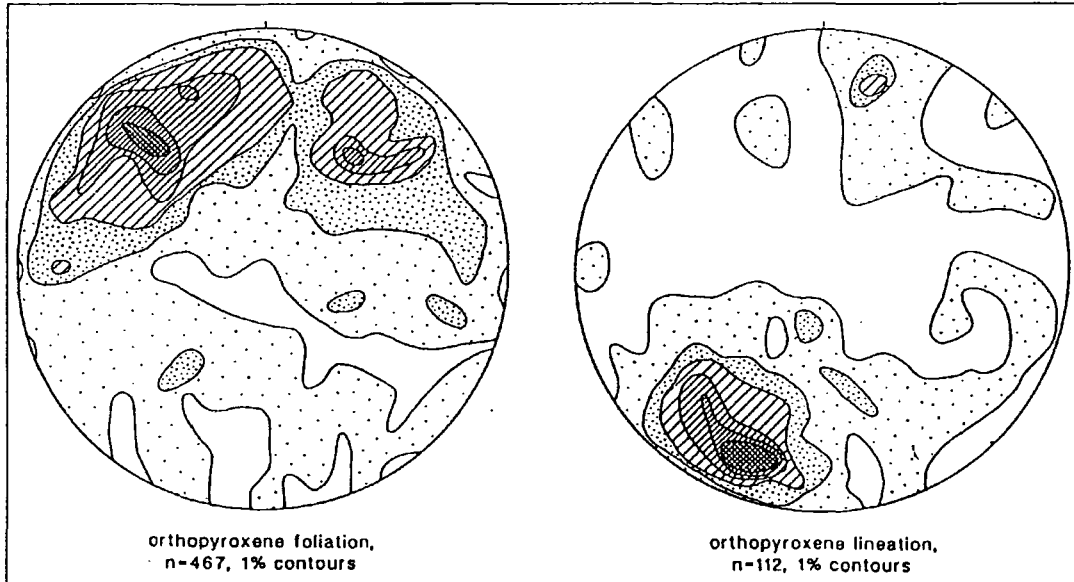 orthopyroxene foliation,
n=467, 1% contours
orthopyroxene lineation,
n=112, 1% contours